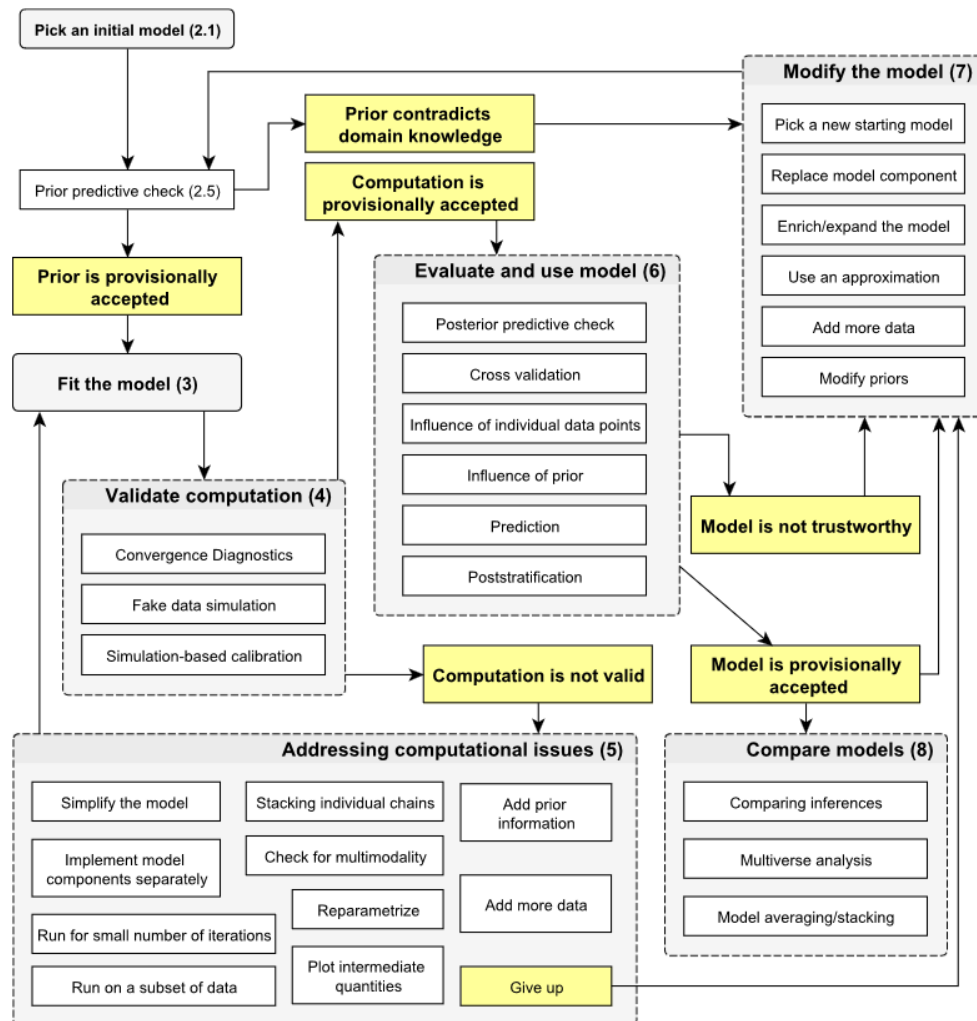 Pick an initial model (2.1)
Modify the model (7)
Prior contradicts
domain knowledge
Pick a new starting model
Prior predictive check (2.5)
Computation is
provisionally accepted
Replace model component
Enrich/expand the model
Prior is provisionally
accepted
Evaluate and use model (6)
Use an approximation
Posterior predictive check
Add more data
Fit the model (3)
Cross validation
Modify priors
Influence of individual data points
Validate computation (4)
Influence of prior
Model is not trustworthy
Convergence Diagnostics
Prediction
Fake data simulation
Poststratification
Simulation-based calibration
Computation is not valid
Model is provisionally
accepted
Addressing computational issues (5)
Compare models (8)
Simplify the model
Stacking individual chains
Add prior
information
Comparing inferences
Implement model
components separately
Check for multimodality
Multiverse analysis
Reparametrize
Add more data
Model averaging/stacking
Run for small number of iterations
Plot intermediate
quantities
Run on a subset of data
Give up